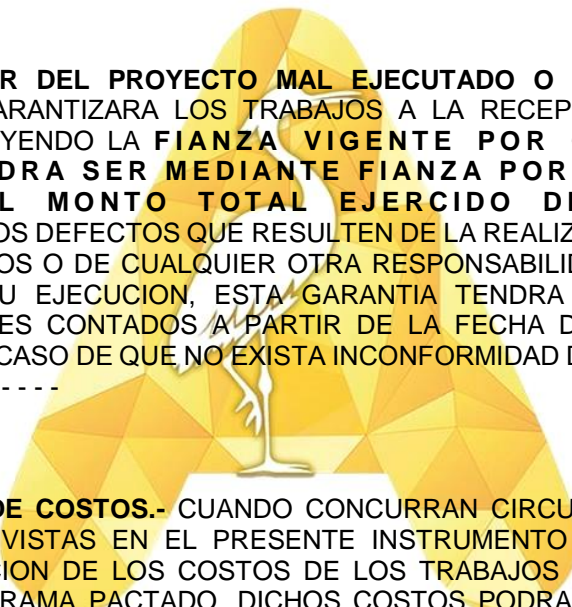 R DEL PROYECTO MAL EJECUTADO O
ARANTIZARA LOS TRABAJOS A LA RECEP
YENDO LA FIANZA VIGENTE POR
DRA SER MEDIANTE FIANZA POR
L MONTO TOTAL EJERCIDO D
OS DEFECTOS QUE RESULTEN DE LA REALIZ
OS O DE CUALQUIER OTRA RESPONSABILID
U EJECUCION, ESTA GARANTIA TENDRA
ES CONTADOS A PARTIR DE LA FECHA D
CASO DE QUE NO EXISTA INCONFORMIDAD D
- - - -
DE COSTOS.- CUANDO CONCURRAN CIRCU
VISTAS EN EL PRESENTE INSTRUMENTO
CION DE LOS COSTOS DE LOS TRABAJOS
RAMA PACTADO, DICHOS COSTOS PODRA